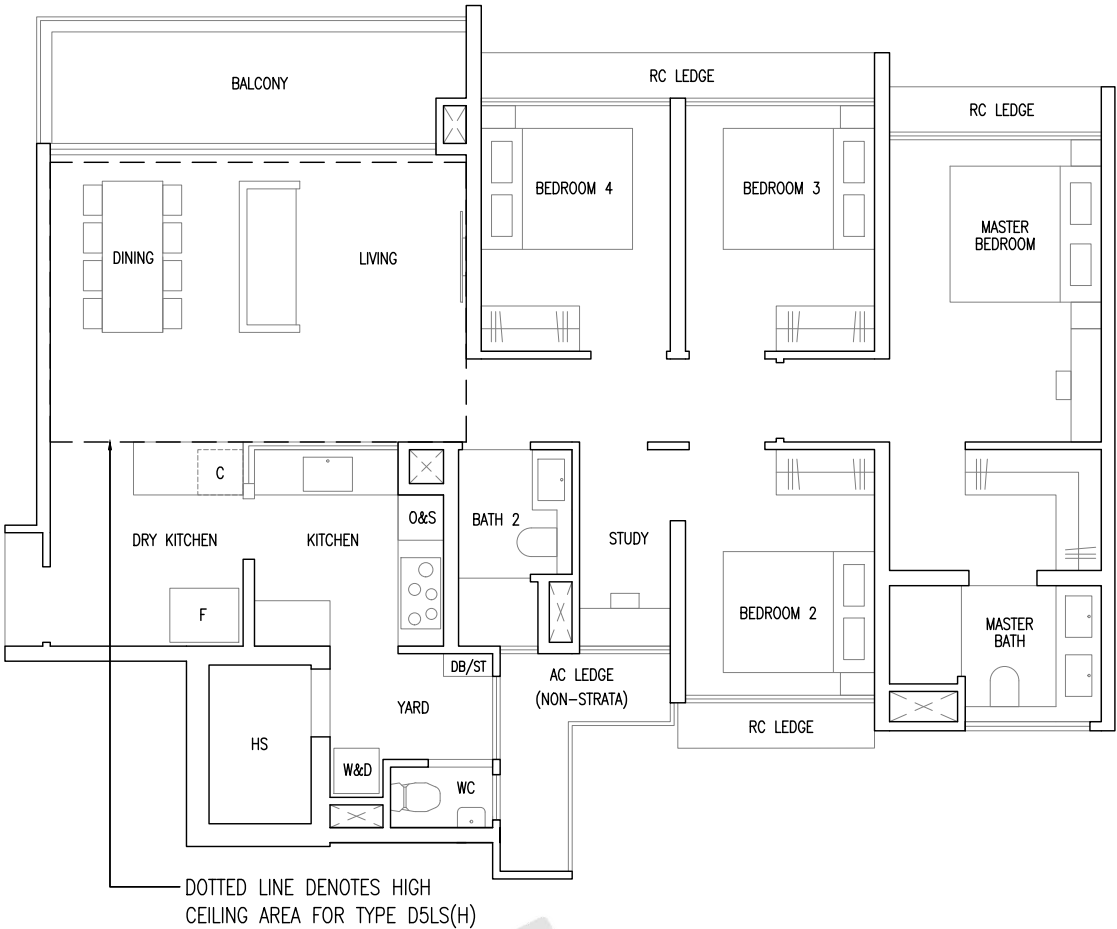 BALCONY
RC LEDGE
RC LEDGE
BEDROOM 4
BEDROOM 3
MASTER
BEDROOM
DINING
LIVING
C
O&S
DRY KITCHEN
KITCHEN
BATH 2
STUDY
F
BEDROOM 2
MASTER
BATH
DB/ST
AC LEDGE
(NON-STRATA)
YARD
RC LEDGE
HS
W&D
WC
DOTTED LINE DENOTES HIGH
CEILING AREA FOR TYPE D5LS(H)